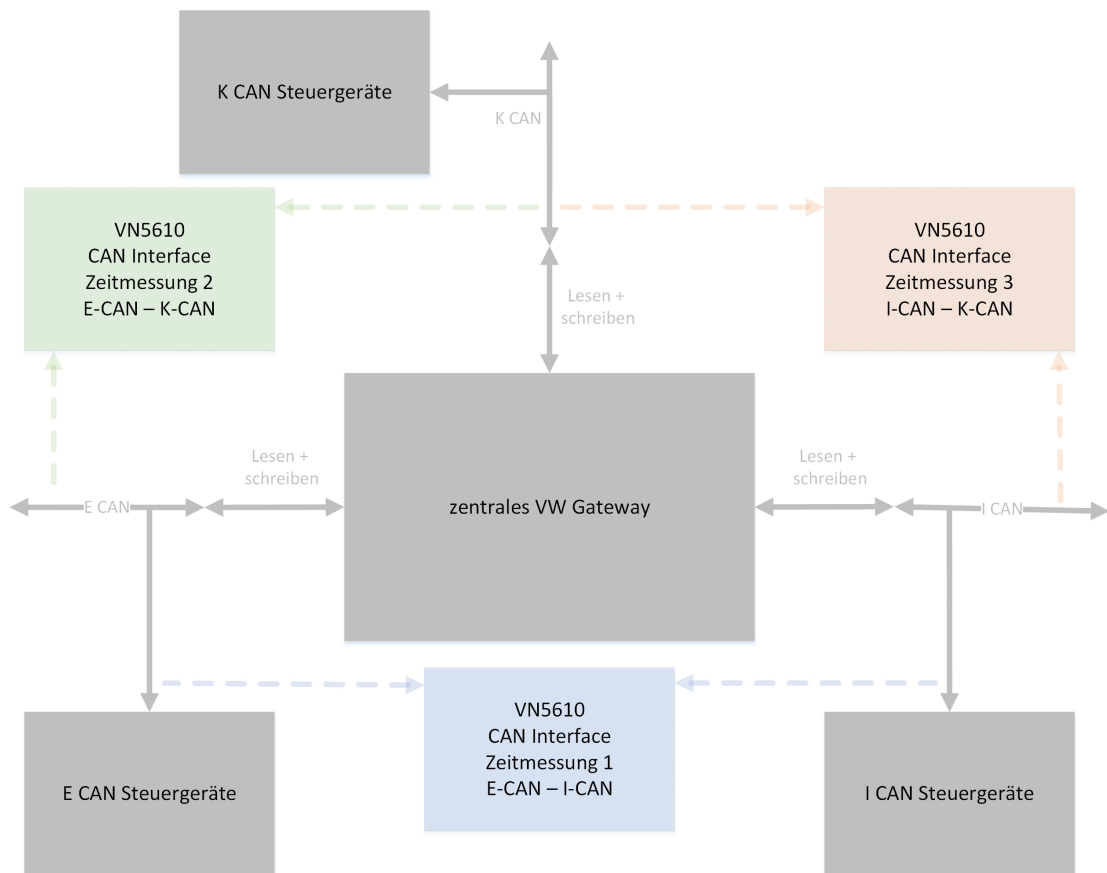 K CAN Steuergeräte
K CAN
VN5610
CAN Interface
Zeitmessung 2
E-CAN – K-CAN
VN5610
CAN Interface
Zeitmessung 3
I-CAN – K-CAN
Lesen +
schreiben
Lesen +
schreiben
Lesen +
schreiben
E CAN
zentrales VW Gateway
I CAN
VN5610
CAN Interface
Zeitmessung 1
E-CAN – I-CAN
E CAN Steuergeräte
I CAN Steuergeräte